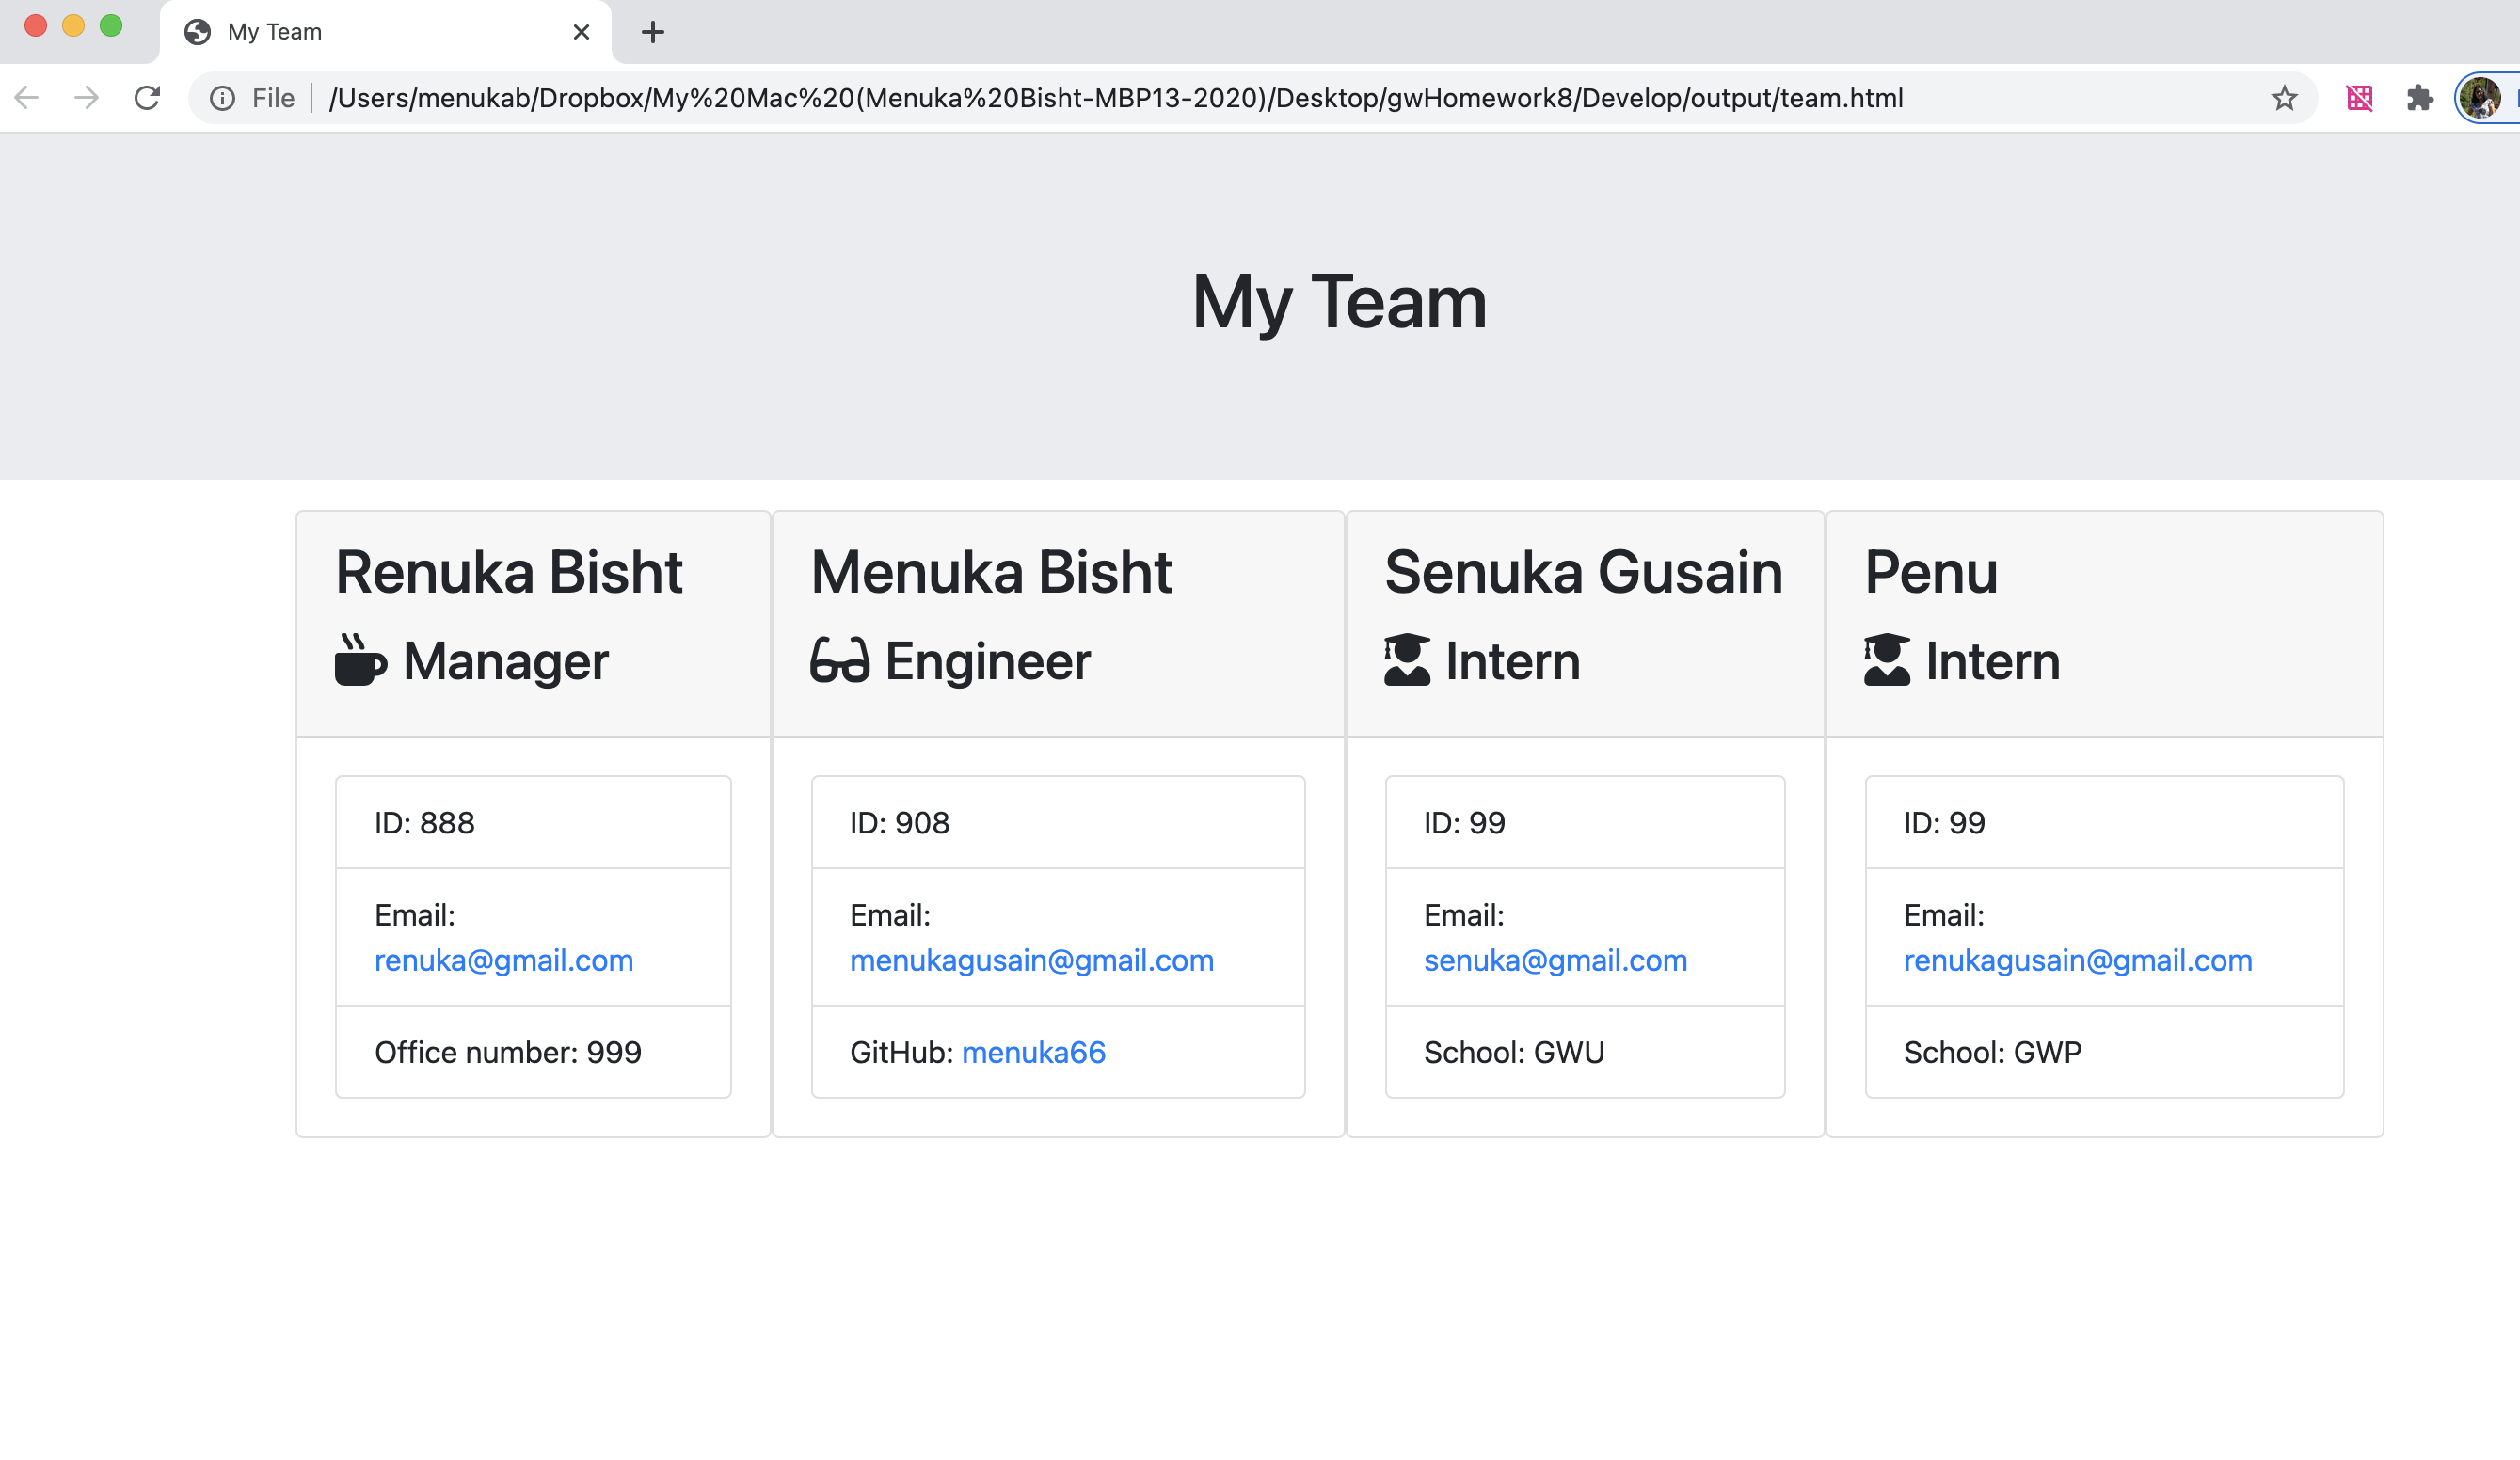 My Team
File /Users/menukab/Dropbox/My%20Mac%20(Menuka%20Bisht-MBP13-2020)/Desktop/gwHomework8/Develop/output/team.html
My Team
Renuka Bisht
Manager
ID: 888
Email:
renuka@gmail.com
Office number: 999
Menuka Bisht
Engineer
ID: 908
Email:
menukagusain@gmail.com
GitHub: menuka66
Senuka Gusain
Intern
ID: 99
Email:
senuka@gmail.com
School: GWU
Penu
Intern
ID: 99
Email:
renukagusain@gmail.com
School: GWP